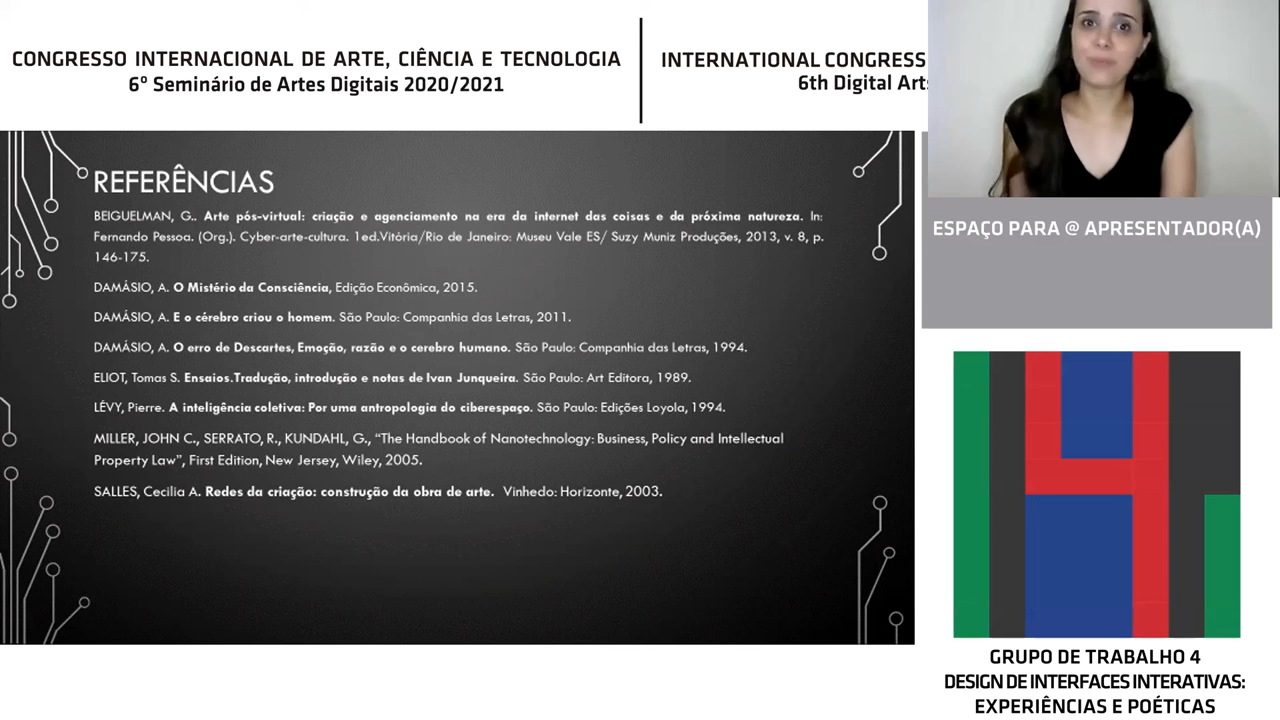 CONGRESSO INTERNACIONAL DE ARTE, CIÊNCIA E TECNOLOGIA
6º Seminário de Artes Digitais 2020/2021
INTERNATIONAL CONGRESS
6th Digital Arts
REFERÊNCIAS
BEIGUELMAN, G.. Arte pós-virtual: criação e agenciamento na era da internet das coisas e da próxima natureza. In:
Fernando Pessoa. (Org.). Cyber-arte-cultura. 1ed.Vitória/Rio de Janeiro: Museu Vale ES/ Suzy Muniz Produções, 2013, v. 8, p.
146-175.
DAMÁSIO, A. O Mistério da Consciência, Edição Econômica, 2015.
DAMÁSIO, A. E o cérebro criou o homem. São Paulo: Companhia das Letras, 2011.
DAMÁSIO, A. O erro de Descartes, Emoção, razão e o cerebro humano. São Paulo: Companhia das Letras, 1994.
ELIOT, Tomas S. Ensaios.Tradução, introdução e notas de Ivan Junqueira. São Paulo: Art Editora, 1989.
LÉVY, Pierre. A inteligência coletiva: Por uma antropologia do ciberespaço. São Paulo: Edições Loyola, 1994.
MILLER, JOHN C., SERRATO, R., KUNDAHL, G., “The Handbook of Nanotechnology: Business, Policy and Intellectual
Property Law”, First Edition, New Jersey, Wiley, 2005.
SALLES, Cecilia A. Redes da criação: construção da obra de arte. Vinhedo: Horizonte, 2003.
ESPAÇO PARA @ APRESENTADOR(A)
GRUPO DE TRABALHO 4
DESIGN DE INTERFACES INTERATIVAS:
EXPERIÊNCIAS E POÉTICAS